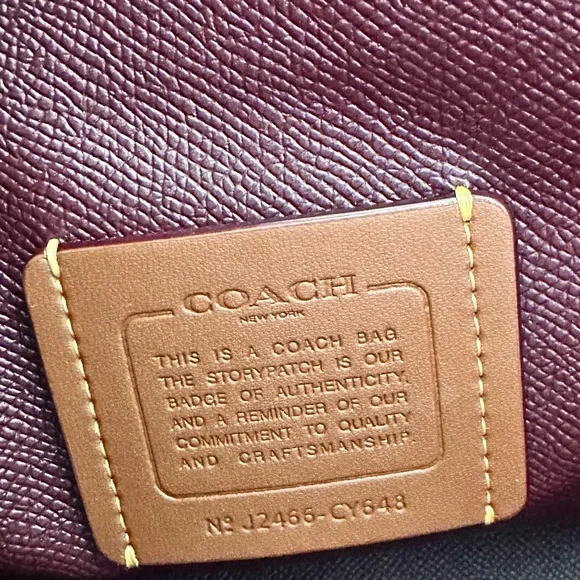 COACH
NEW YORK
THIS IS A COACH BAG
THE STORYPATCH IS OUR
BADGE OF AUTHENTICITY,
AND A REMINDER OF OUR
COMMITMENT TO QUALITY
AND CRAFTSMANSHIP.
Nº J2466-CY648